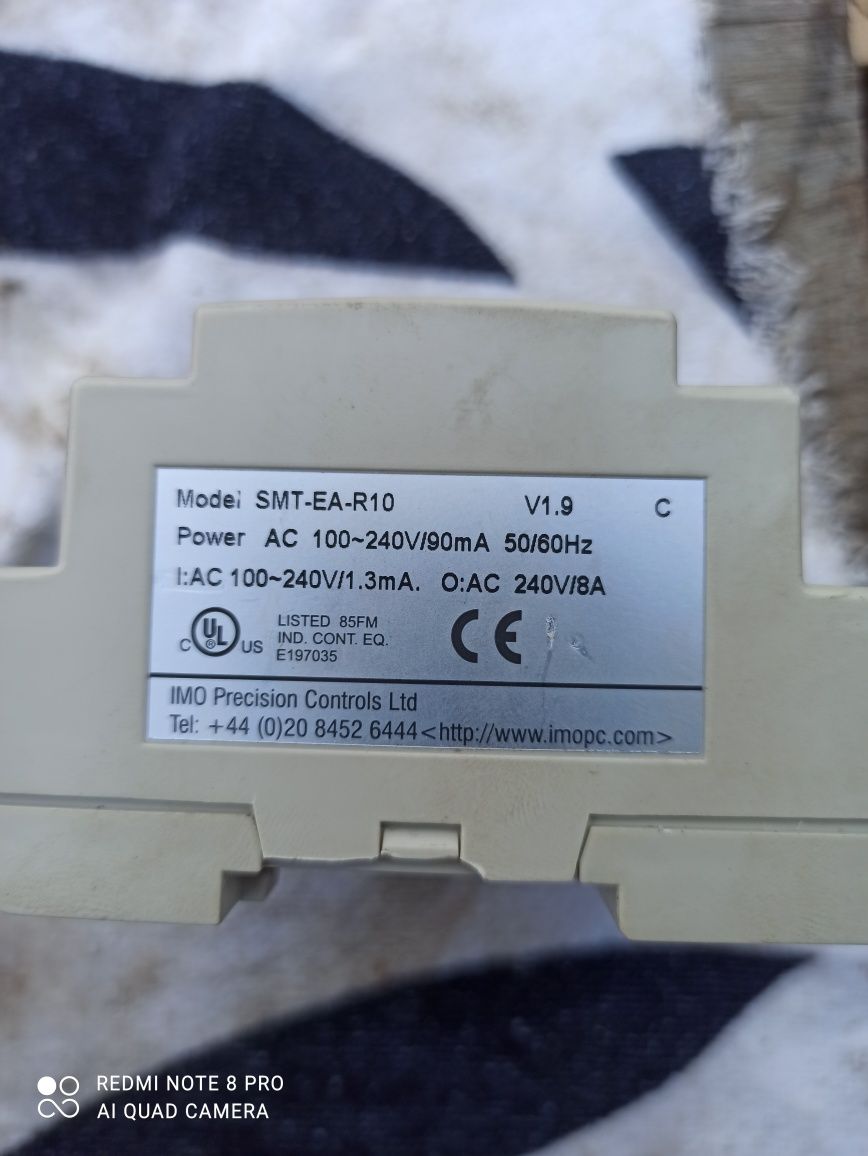 Model SMT-EA-R10 V1.9 C
Power AC 100~240V/90mA 50/60Hz
I:AC 100~240V/1.3mA. O:AC 240V/8A
C UL ® US LISTED 85FM
IND. CONT. EQ.
E197035
CE
IMO Precision Controls Ltd
Tel: +44 (0)20 8452 6444<http://www.imopc.com>
REDMI NOTE 8 PRO
AI QUAD CAMERA